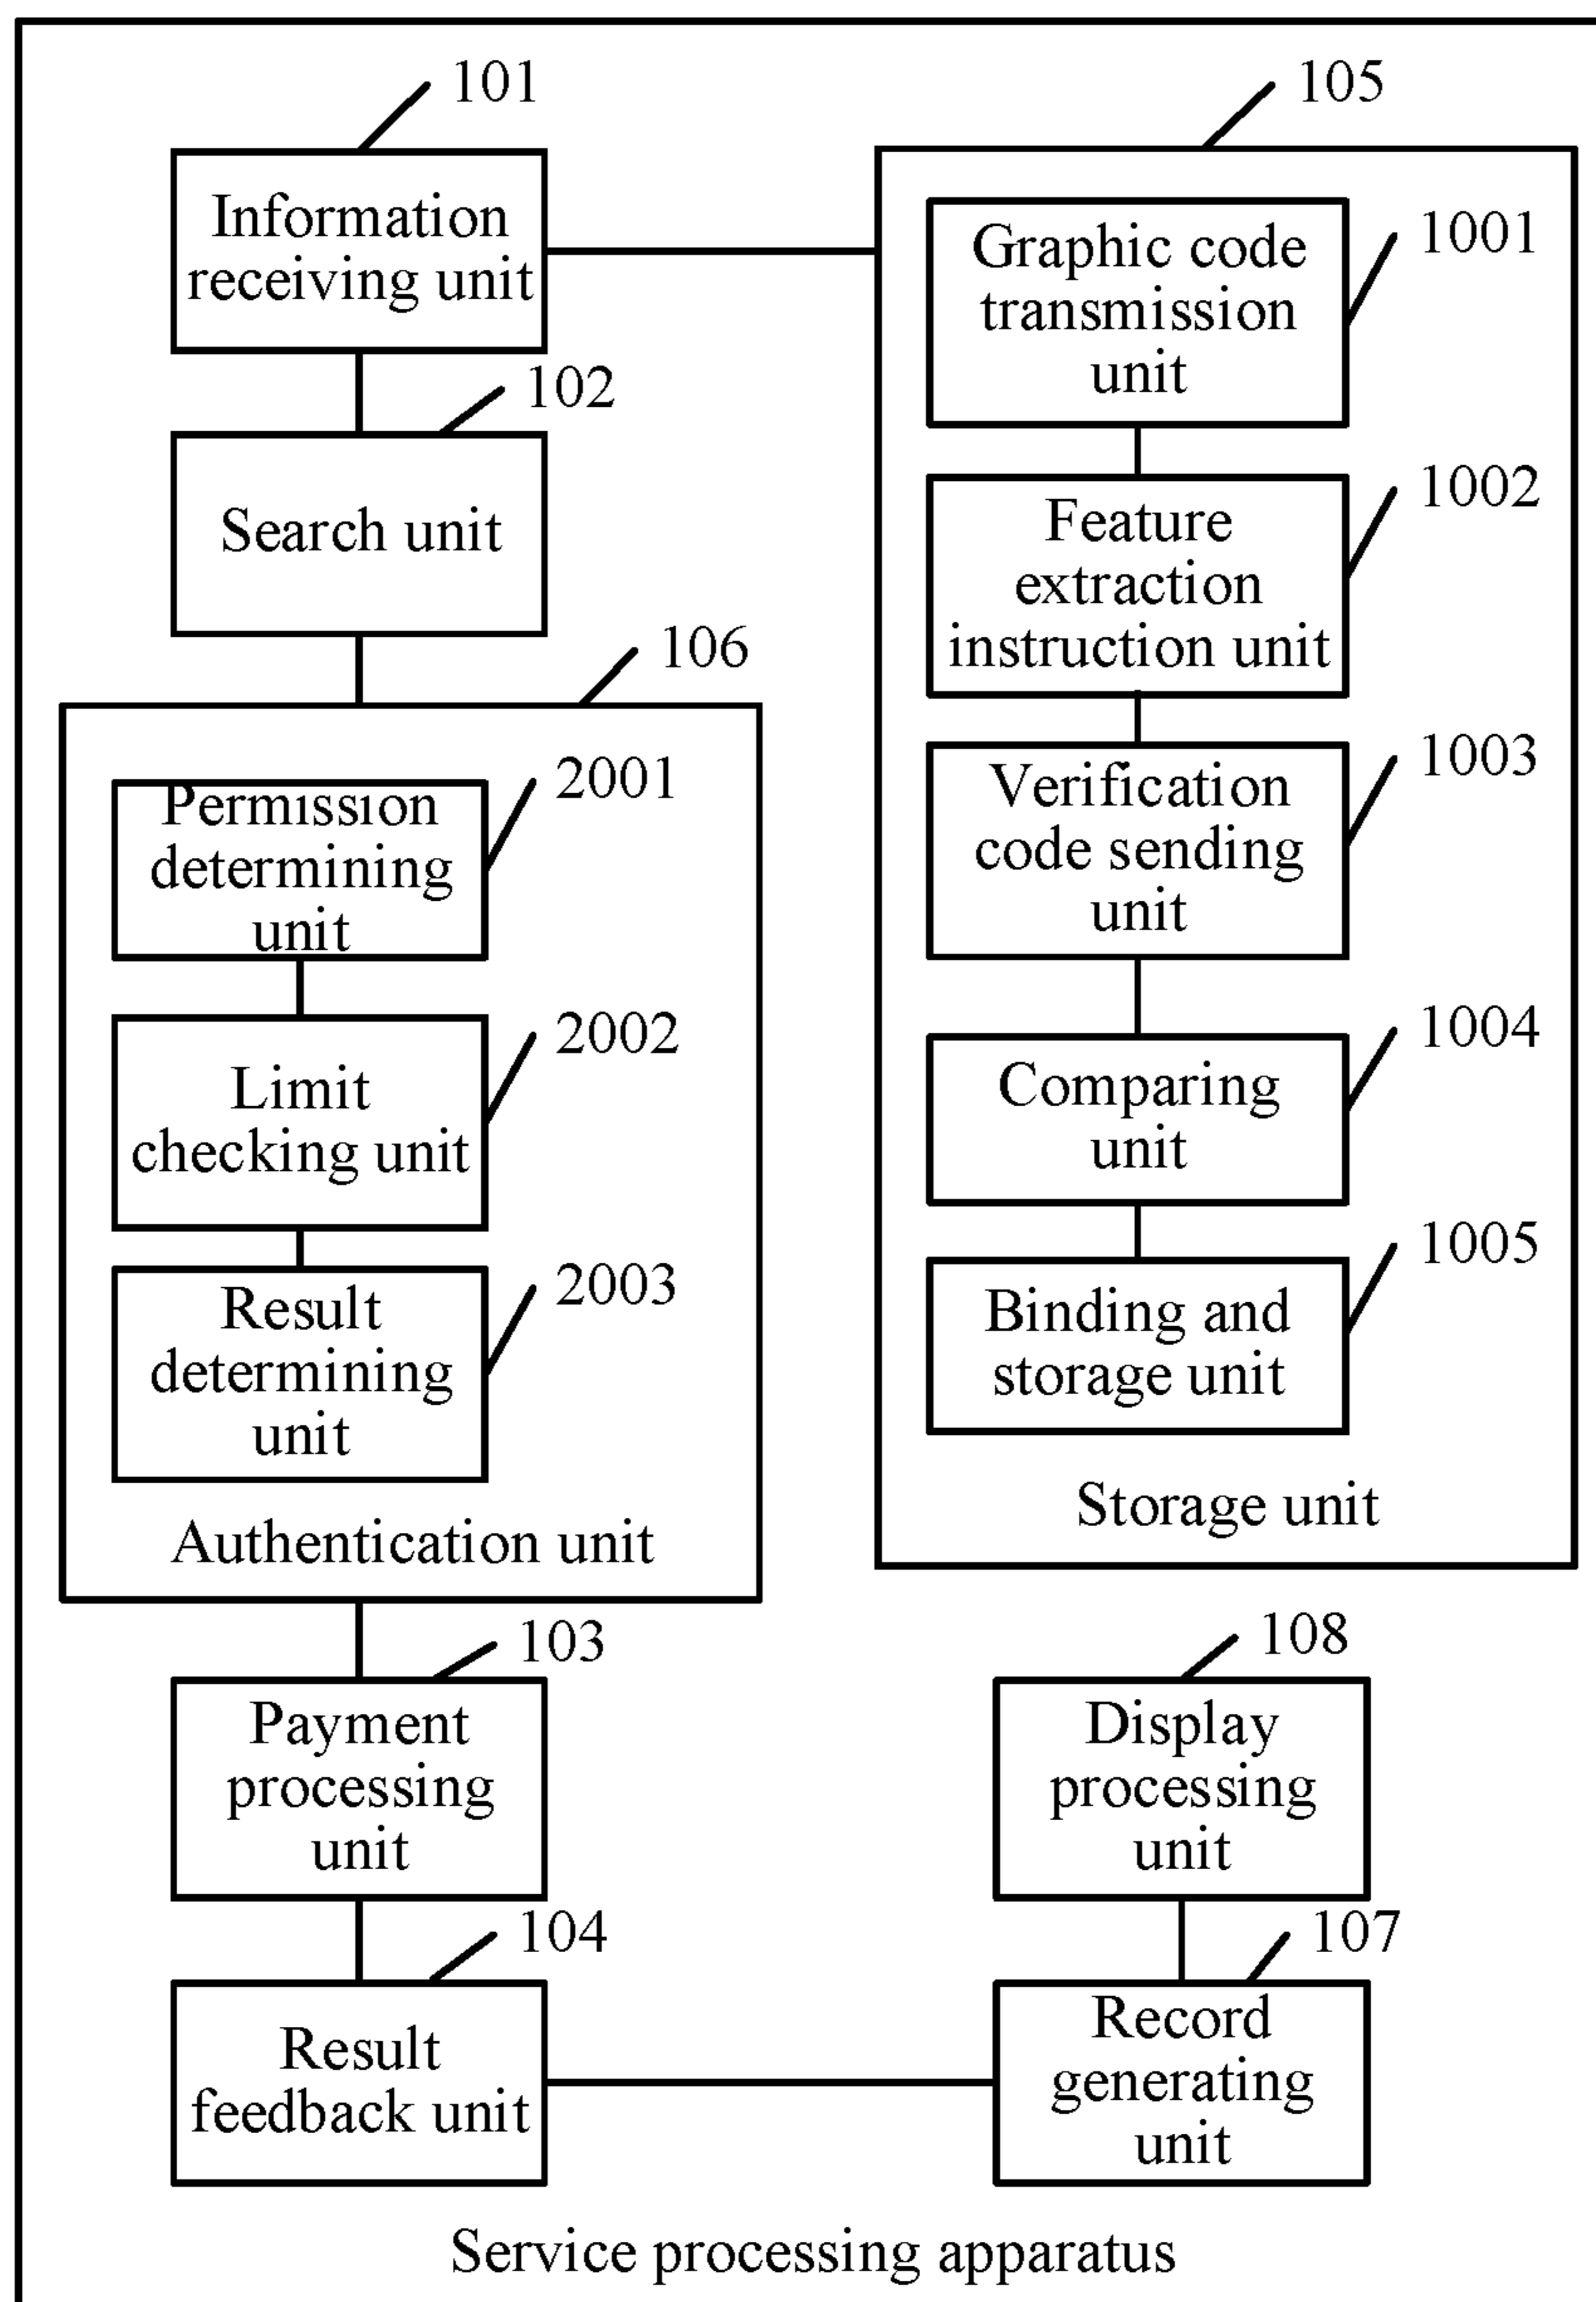 101
Information
receiving unit
102
Search unit
106
2001
Permission
determining
unit
2002
Limit
checking unit
2003
Result
determining
unit
Authentication unit
103
Payment
processing
unit
104
Result
feedback unit
105
Graphic code
transmission
unit
1001
Feature
extraction
instruction unit
1002
Verification
code sending
unit
1003
Comparing
unit
1004
Binding and
storage unit
1005
Storage unit
108
Display
processing
unit
107
Record
generating
unit
Service processing apparatus